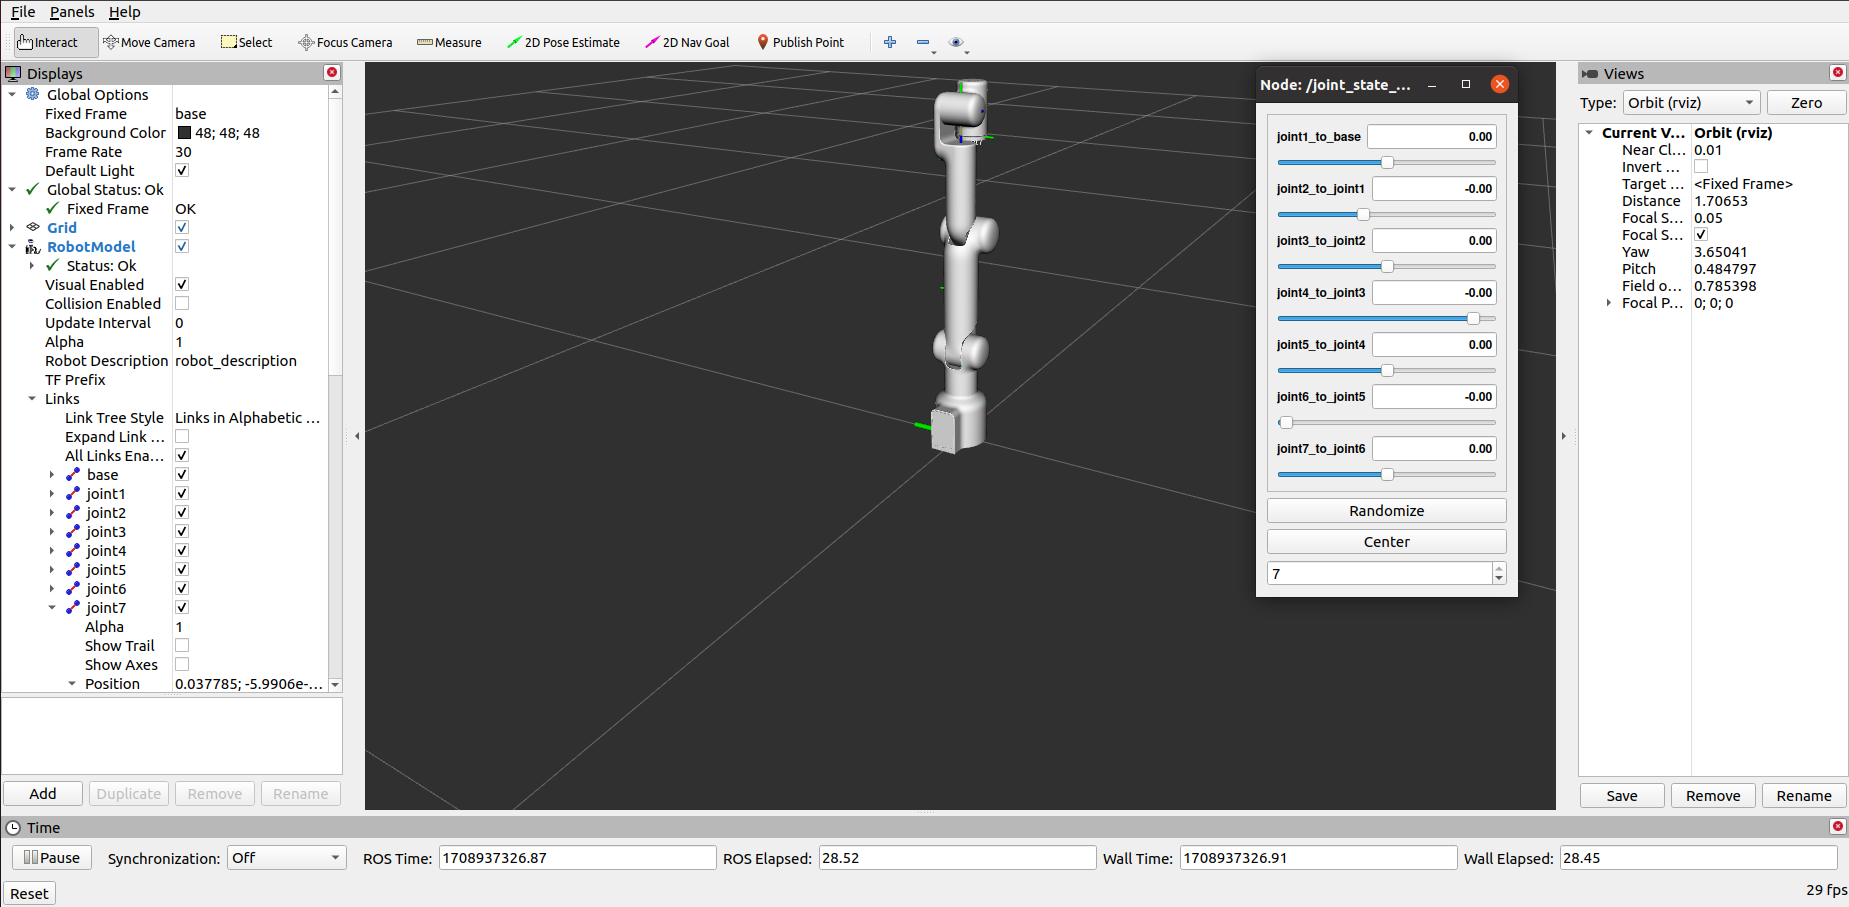 File Panels Help
Interact Move Camera Select Focus Camera Measure 2D Pose Estimate 2D Nav Goal Publish Point
Displays
Global Options
Fixed Frame base
Background Color 48; 48; 48
Frame Rate 30
Default Light
Global Status: Ok
Fixed Frame OK
Grid
RobotModel
Status: Ok
Visual Enabled
Collision Enabled
Update Interval 0
Alpha 1
Robot Description robot_description
TF Prefix
Links
Link Tree Style Links in Alphabetic ...
Expand Link ...
All Links Ena...
base
joint1
joint2
joint3
joint4
joint5
joint6
joint7
Alpha 1
Show Trail
Show Axes
Position 0.037785; -5.9906e-...
Add Duplicate Remove Rename
Node: /joint_state_...
joint1_to_base 0.00
joint2_to_joint1 -0.00
joint3_to_joint2 0.00
joint4_to_joint3 -0.00
joint5_to_joint4 0.00
joint6_to_joint5 -0.00
joint7_to_joint6 0.00
Randomize
Center
7
Views
Type: Orbit (rviz) Zero
Current V... Orbit (rviz)
Near Cl... 0.01
Invert ...
Target ... <Fixed Frame>
Distance 1.70653
Focal S... 0.05
Focal S...
Yaw 3.65041
Pitch 0.484797
Field o... 0.785398
Focal P... 0; 0; 0
Save Remove Rename
Time
Pause Synchronization: Off ROS Time: 1708937326.87 ROS Elapsed: 28.52 Wall Time: 1708937326.91 Wall Elapsed: 28.45
Reset 29 fps